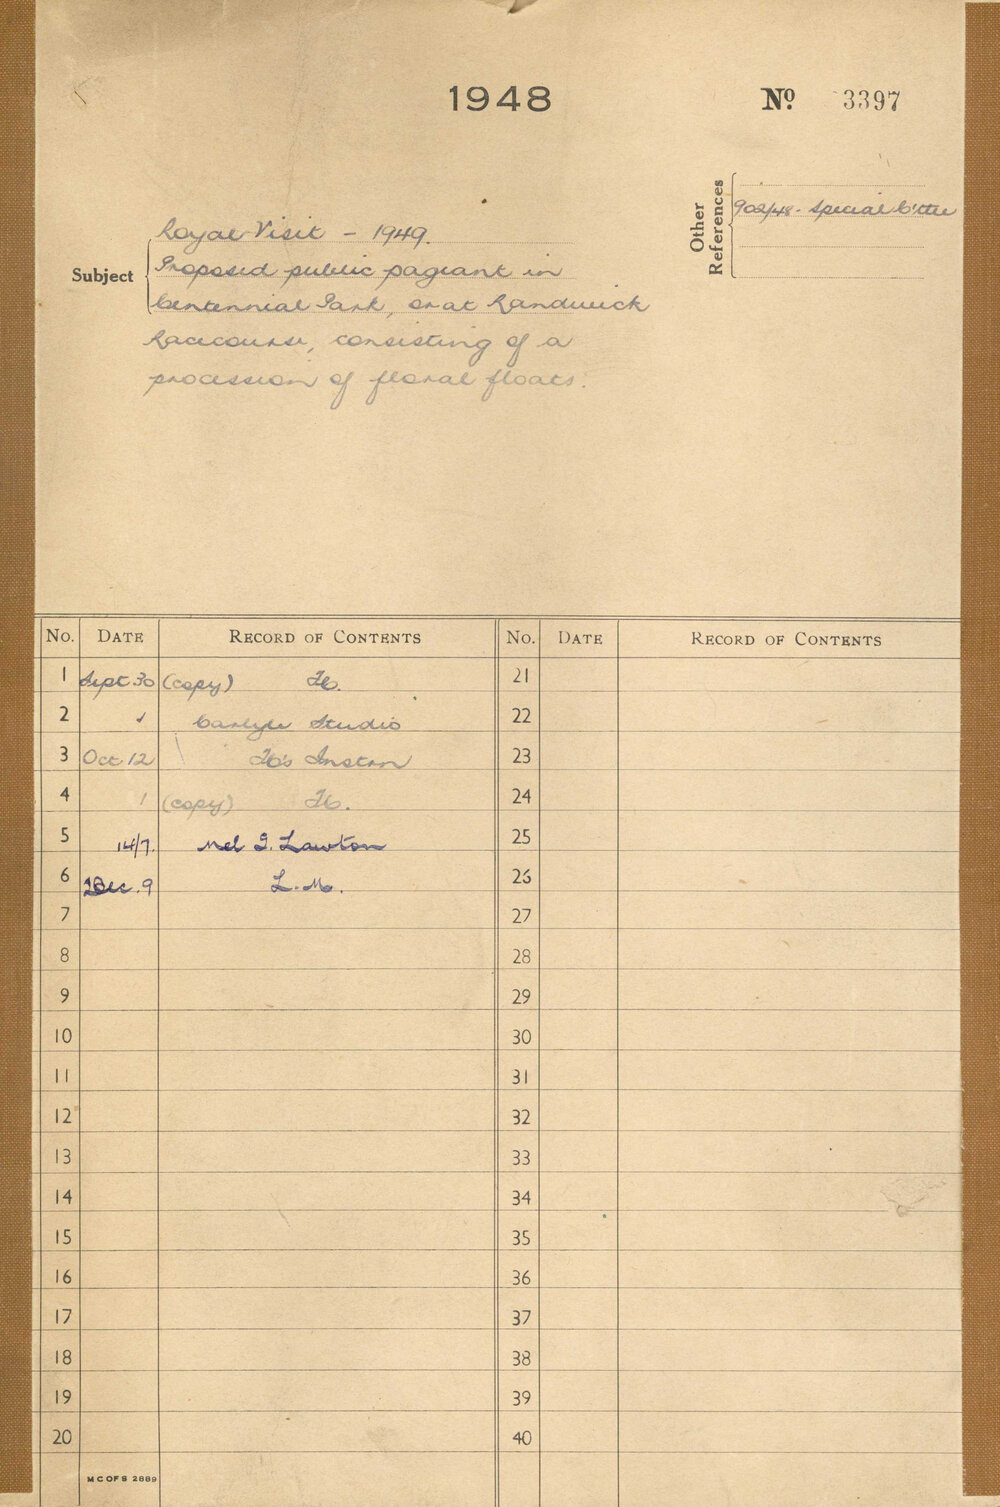 1948
No 3397
Other References
902/48 - Special C'ttee
Subject
Royal Visit - 1949.
Proposed public pageant in
Centennial Park, or at Randwick
Racecourse, consisting of a
procession of floral floats.
No. DATE RECORD OF CONTENTS No. DATE RECORD OF CONTENTS
1 Sept 30 (copy) 21
2 Carlyle Studio 22
3 Oct 12 Instrn 23
4 (copy) 24
5 14/7. Mel G. Lawton 25
6 Dec. 9 L.M. 26
7 27
8 28
9 29
10 30
11 31
12 32
13 33
14 34
15 35
16 36
17 37
18 38
19 39
20 40
M C OF S 2889